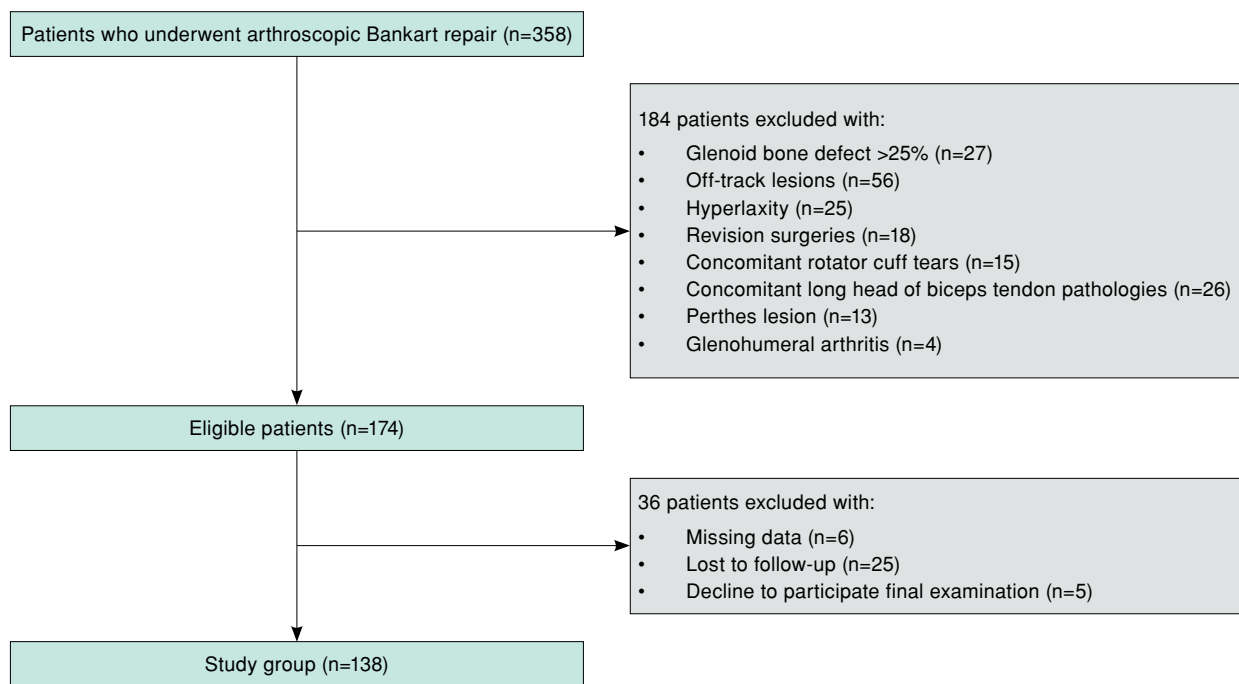 Patients who underwent arthroscopic Bankart repair (n=358)
184 patients excluded with:
• Glenoid bone defect >25% (n=27)
• Off-track lesions (n=56)
• Hyperlaxity (n=25)
• Revision surgeries (n=18)
• Concomitant rotator cuff tears (n=15)
• Concomitant long head of biceps tendon pathologies (n=26)
• Perthes lesion (n=13)
• Glenohumeral arthritis (n=4)
Eligible patients (n=174)
36 patients excluded with:
• Missing data (n=6)
• Lost to follow-up (n=25)
• Decline to participate final examination (n=5)
Study group (n=138)